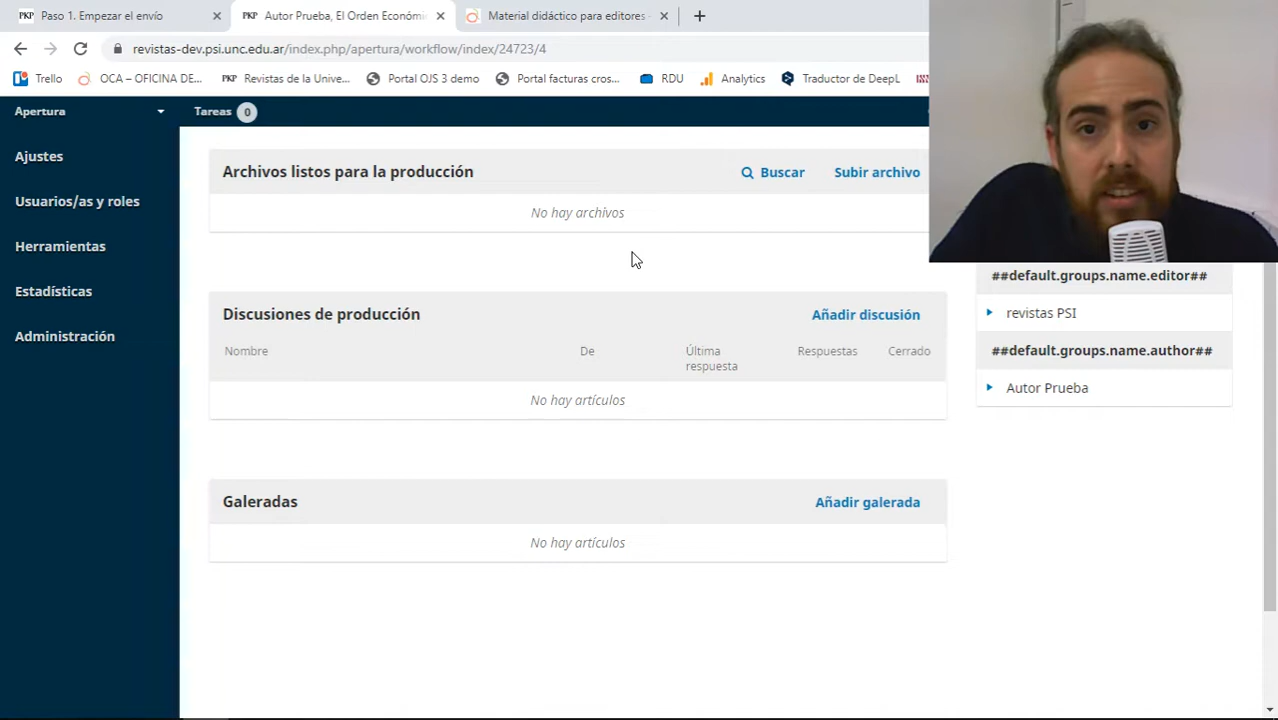 PKP Paso 1. Empezar el envío
PKP Autor Prueba, El Orden Económi
Material didáctico para editores -
revistas-dev.psi.unc.edu.ar/index.php/apertura/workflow/index/24723/4
Trello
OCA – OFICINA DE...
PKP Revistas de la Unive...
Portal OJS 3 demo
Portal facturas cros...
RDU
Analytics
Traductor de DeepL
Apertura
Tareas 0
Ajustes
Usuarios/as y roles
Herramientas
Estadísticas
Administración
Archivos listos para la producción
Buscar
Subir archivo
No hay archivos
Discusiones de producción
Añadir discusión
Nombre
De
Última
respuesta
Respuestas
Cerrado
No hay artículos
Galeradas
Añadir galerada
No hay artículos
##default.groups.name.editor##
revistas PSI
##default.groups.name.author##
Autor Prueba